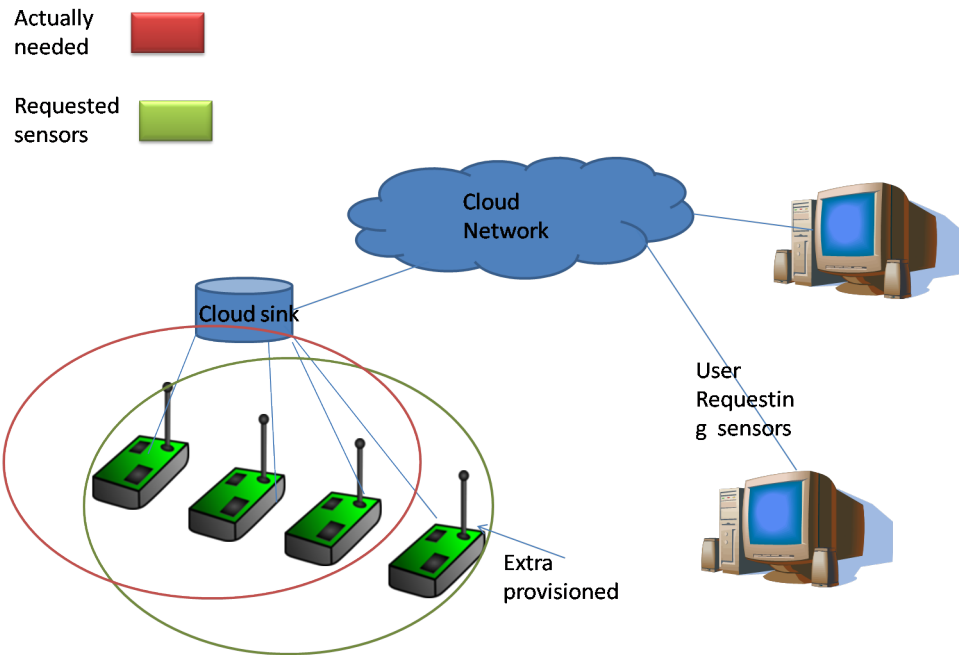 Actually
needed
Requested
sensors
Cloud
Network
Cloud sink
User
Requestin
g sensors
Extra
provisioned